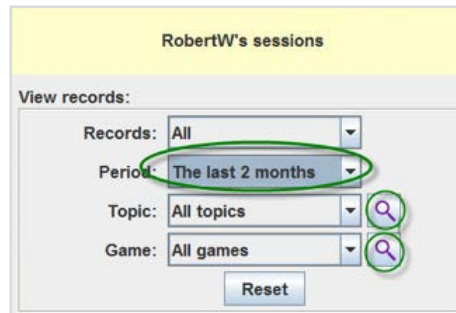 RobertW's sessions
View records:
Records: All
Period: The last 2 months
Topic: All topics
Game: All games
Reset